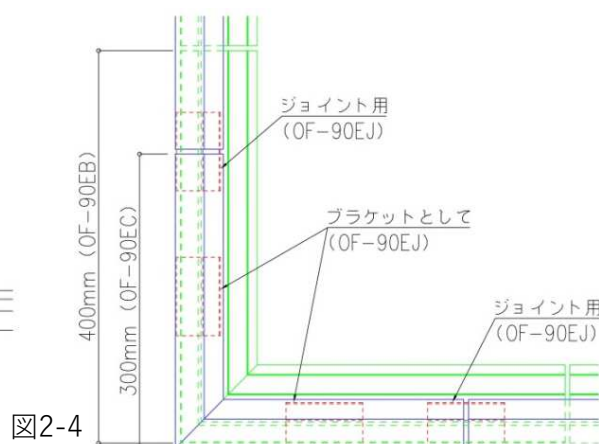 ジョイント用
(OF-90EJ)
ブラケットとして
(OF-90EJ)
ジョイント用
(OF-90EJ)
400mm (OF-90EB)
300mm (OF-90EC)
図2-4